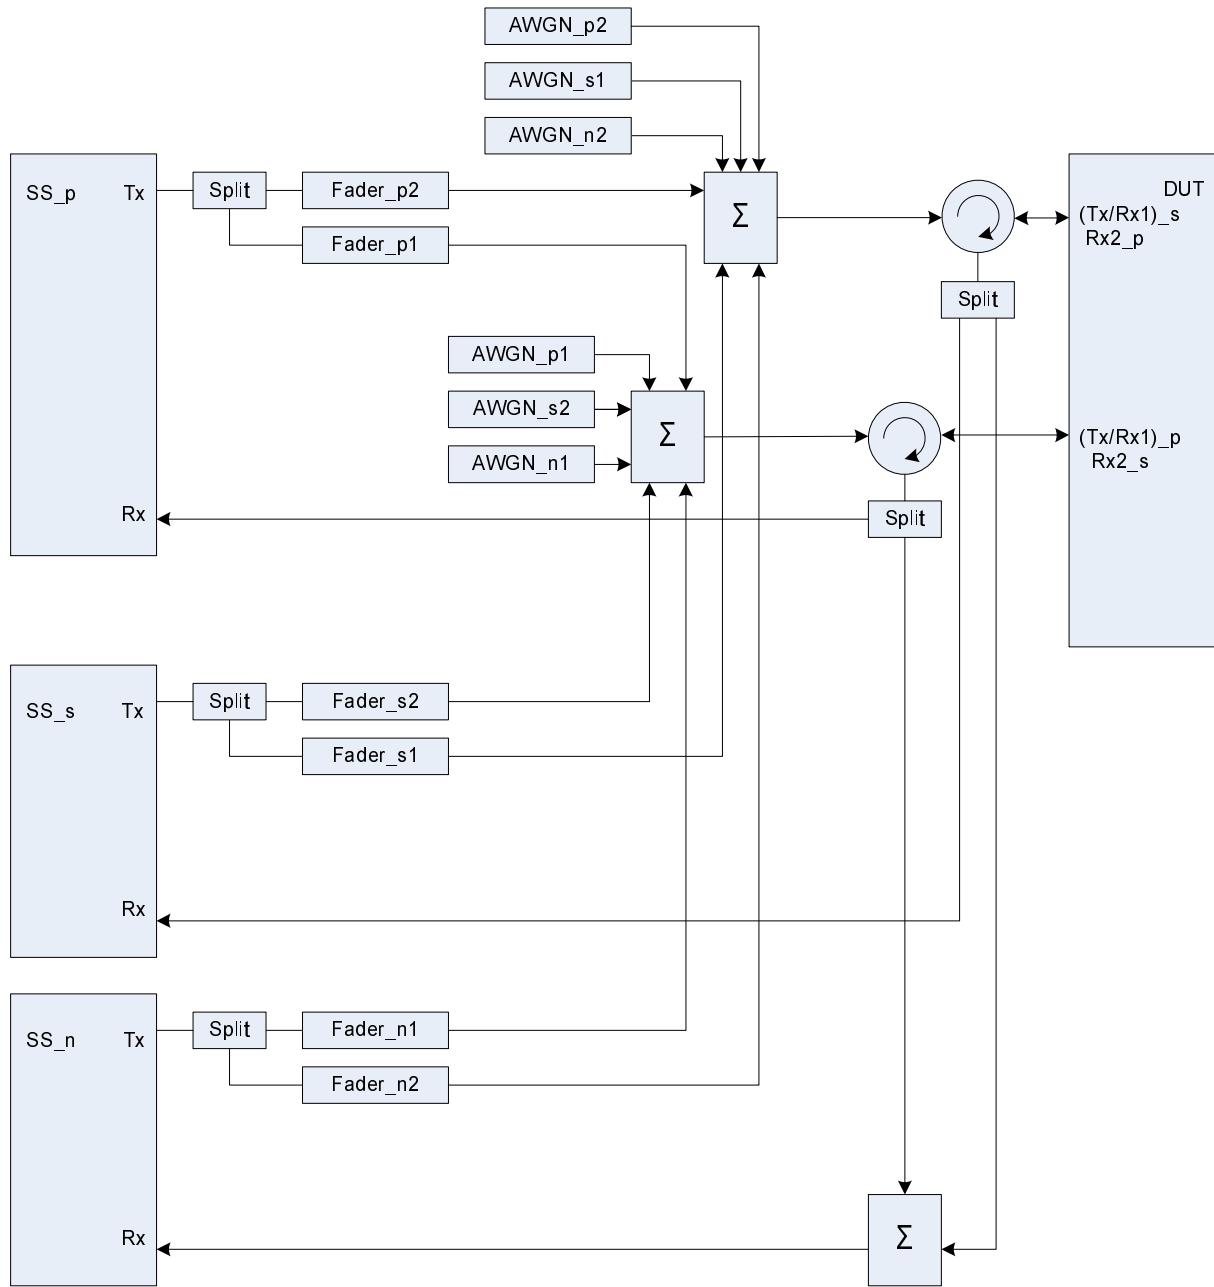 AWGN_p2
AWGN_s1
AWGN_n2
SS_p
Tx
Split
Fader_p2
Σ
DUT
(Tx/Rx1)_s
Rx2_p
Fader_p1
Split
AWGN_p1
AWGN_s2
Σ
(Tx/Rx1)_p
Rx2_s
AWGN_n1
Rx
Split
SS_s
Tx
Split
Fader_s2
Fader_s1
Rx
SS_n
Tx
Split
Fader_n1
Fader_n2
Rx
Σ